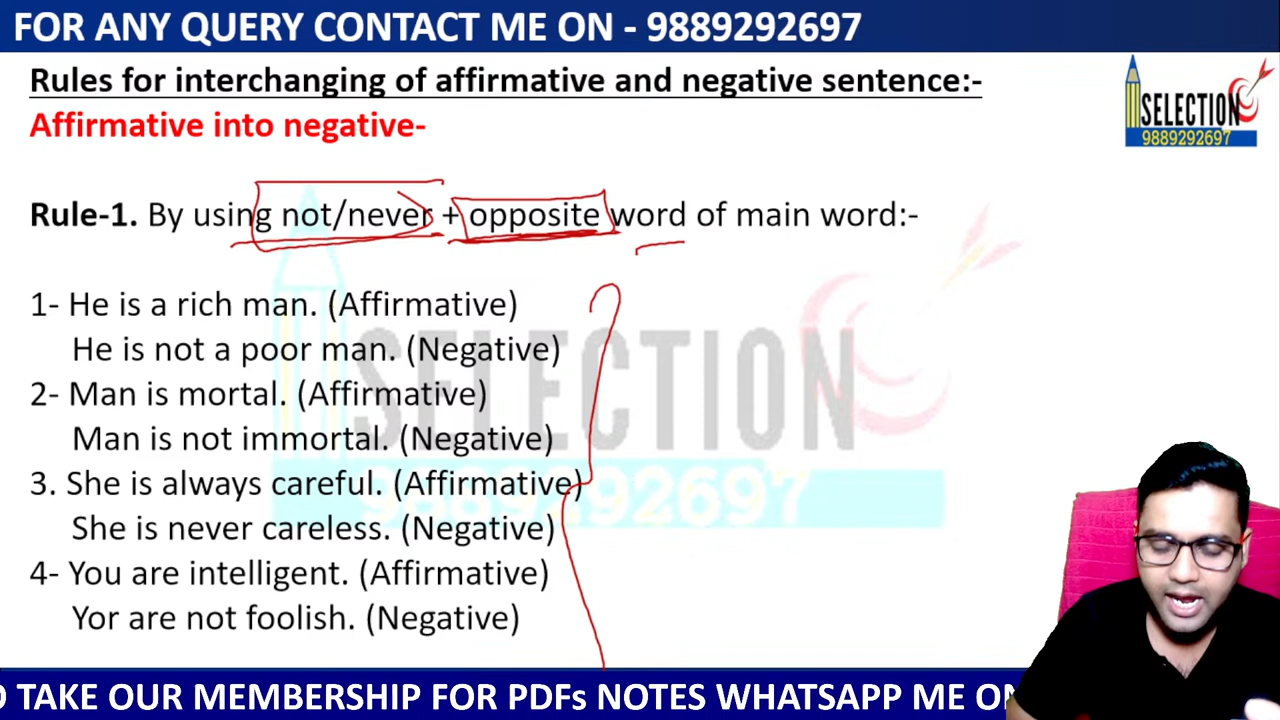 FOR ANY QUERY CONTACT ME ON - 9889292697
Rules for interchanging of affirmative and negative sentence:-
SELECTION
9889292697
Affirmative into negative-
Rule-1. By using not/never + opposite word of main word:-
1- He is a rich man. (Affirmative)
He is not a poor man. (Negative)
2- Man is mortal. (Affirmative)
Man is not immortal. (Negative)
3. She is always careful. (Affirmative)
She is never careless. (Negative)
4- You are intelligent. (Affirmative)
Yor are not foolish. (Negative)
SELECTION
9889292697
TAKE OUR MEMBERSHIP FOR PDFs NOTES WHATSAPP ME ON